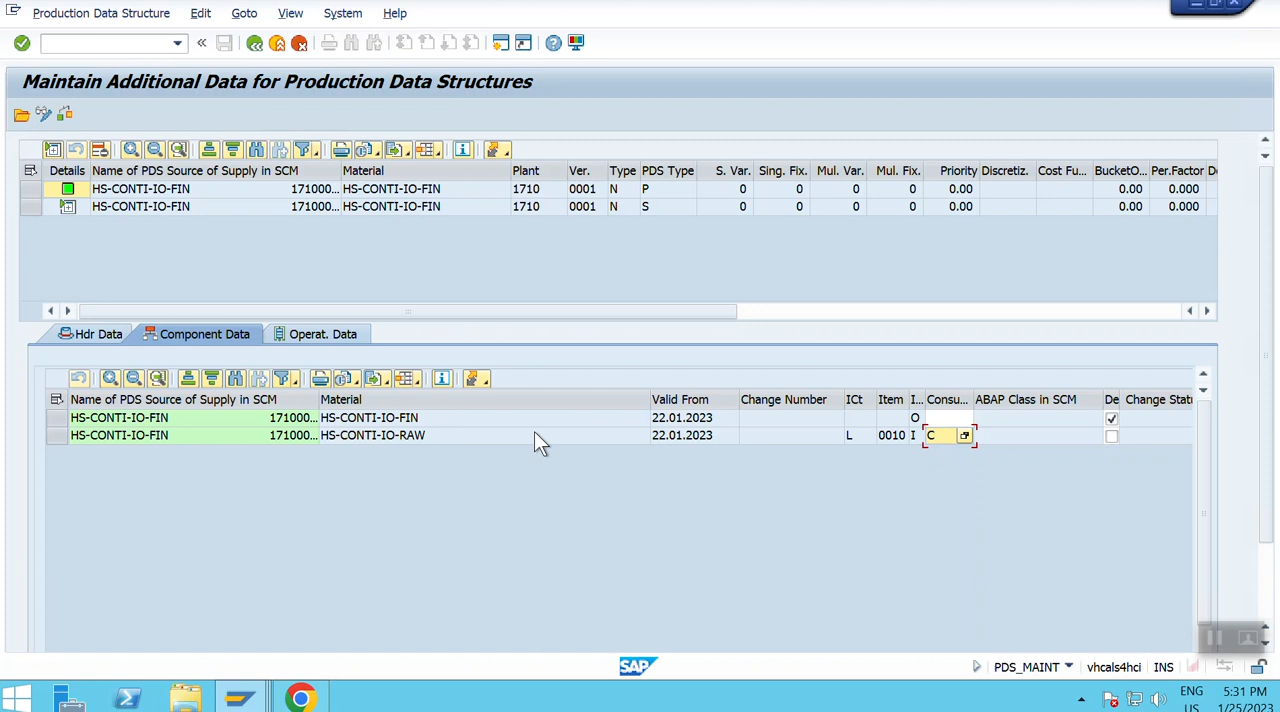 Production Data Structure Edit Goto View System Help
Maintain Additional Data for Production Data Structures
Details Name of PDS Source of Supply in SCM Material Plant Ver. Type PDS Type S. Var. Sing. Fix. Mul. Var. Mul. Fix. Priority Discretiz. Cost Fu... BucketO... Per.Factor
HS-CONTI-IO-FIN 171000... HS-CONTI-IO-FIN 1710 0001 N P 0 0 0 0 0.00 0.00 0.000
HS-CONTI-IO-FIN 171000... HS-CONTI-IO-FIN 1710 0001 N S 0 0 0 0 0.00 0.00 0.000
Hdr Data Component Data Operat. Data
Name of PDS Source of Supply in SCM Material Valid From Change Number ICt Item I... Consu... ABAP Class in SCM De Change Statu
HS-CONTI-IO-FIN 171000... HS-CONTI-IO-FIN 22.01.2023 O
HS-CONTI-IO-FIN 171000... HS-CONTI-IO-RAW 22.01.2023 L 0010 I C
SAP PDS_MAINT vhcals4hci INS
ENG 5:31 PM
US 1/25/2023